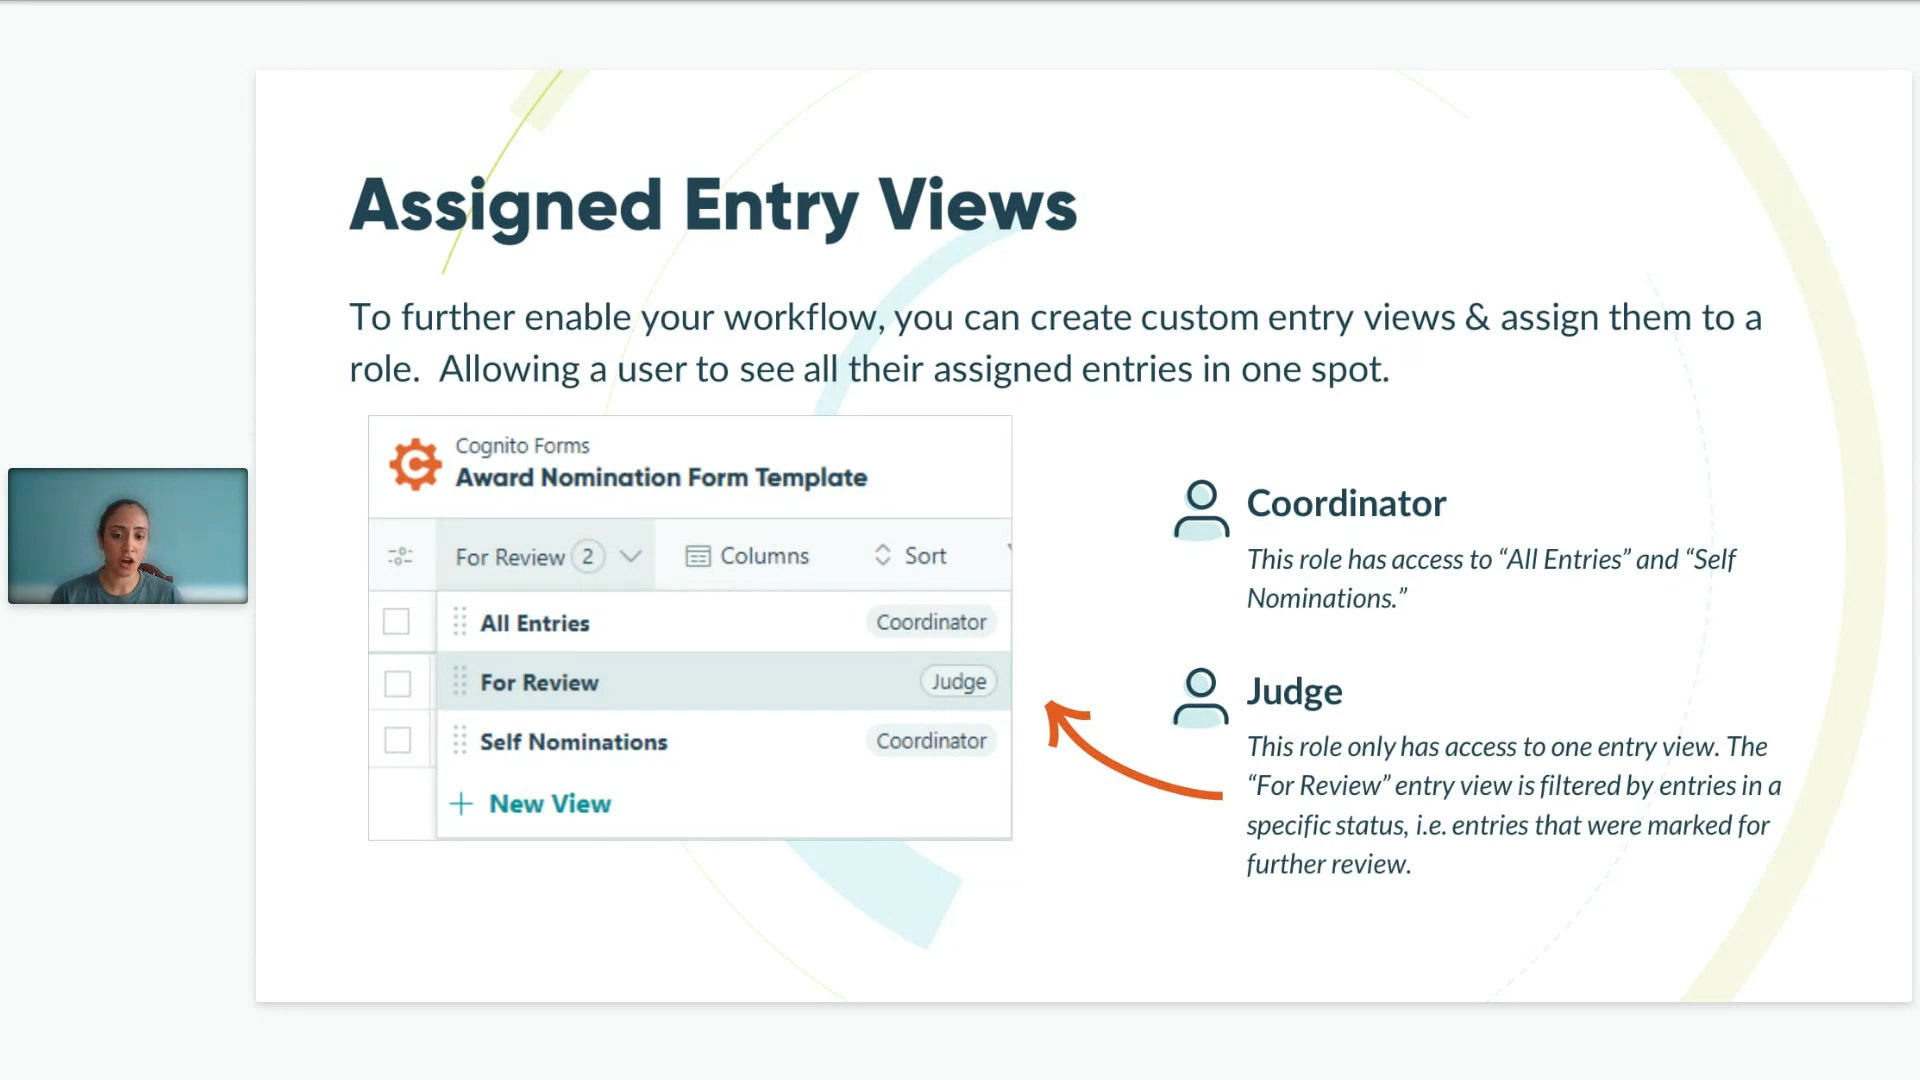 Assigned Entry Views
To further enable your workflow, you can create custom entry views & assign them to a
role.  Allowing a user to see all their assigned entries in one spot.
Cognito Forms
Award Nomination Form Template
For Review 2
Columns
Sort
All Entries
Coordinator
For Review
Judge
Self Nominations
Coordinator
+ New View
Coordinator
This role has access to “All Entries” and “Self
Nominations.”
Judge
This role only has access to one entry view. The
“For Review” entry view is filtered by entries in a
specific status, i.e. entries that were marked for
further review.